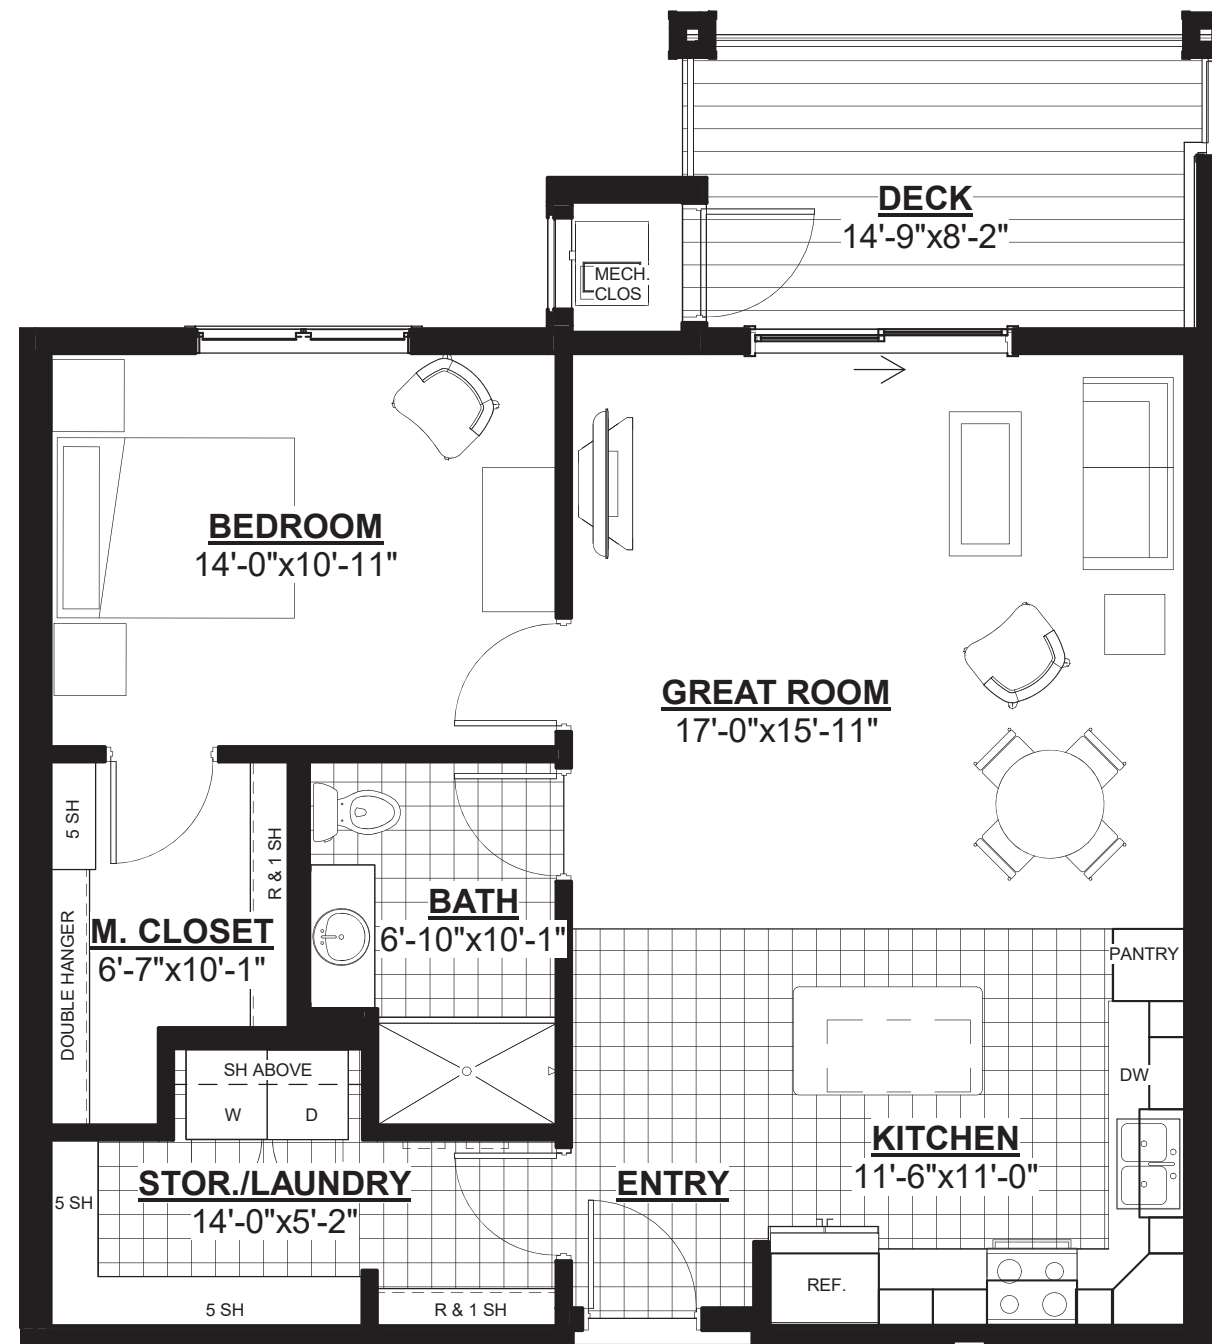 DECK
14'-9"x8'-2"
MECH.
CLOS
BEDROOM
14'-0"x10'-11"
GREAT ROOM
17'-0"x15'-11"
5 SH
R & 1 SH
DOUBLE HANGER
M. CLOSET
6'-7"x10'-1"
BATH
6'-10"x10'-1"
PANTRY
SH ABOVE
W
D
DW
KITCHEN
11'-6"x11'-0"
STOR./LAUNDRY
14'-0"x5'-2"
ENTRY
5 SH
REF.
5 SH
R & 1 SH